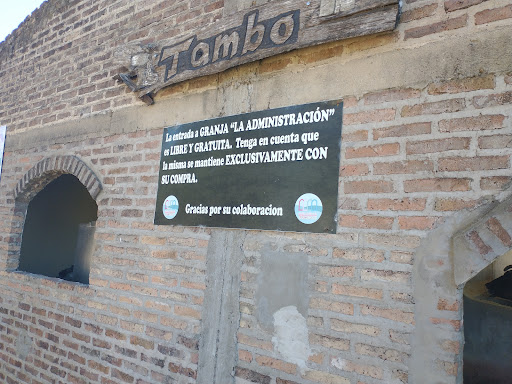 Tambo
La entrada a GRANJA "LA ADMINISTRACIÓN"
es LIBRE Y GRATUITA. Tenga en cuenta que
la misma se mantiene EXCLUSIVAMENTE CON
SU COMPRA.
Gracias por su colaboracion